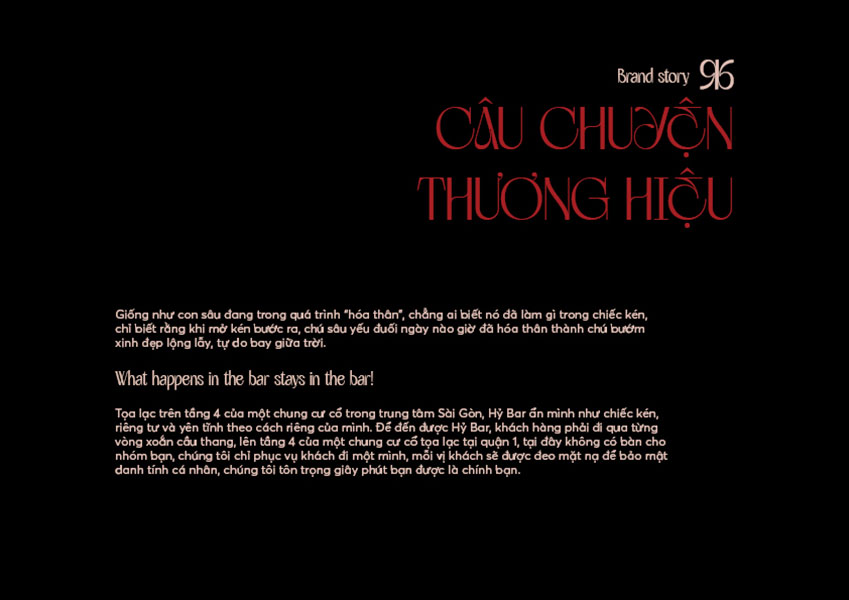 Brand story 96
CÂU CHUYỆN
THƯƠNG HIỆU
Giống như con sâu đang trong quá trình "hóa thân", chẳng ai biết nó đã làm gì trong chiếc kén,
chỉ biết rằng khi mở kén bước ra, chú sâu yếu đuối ngày nào giờ đã hóa thân thành chú bướm
xinh đẹp lộng lẫy, tự do bay giữa trời.
What happens in the bar stays in the bar!
Tọa lạc trên tầng 4 của một chung cư cổ trong trung tâm Sài Gòn, Hỷ Bar ẩn mình như chiếc kén,
riêng tư và yên tĩnh theo cách riêng của mình. Để đến được Hỷ Bar, khách hàng phải đi qua từng
vòng xoắn cầu thang, lên tầng 4 của một chung cư cổ tọa lạc tại quận 1, tại đây không có bàn cho
nhóm bạn, chúng tôi chỉ phục vụ khách đi một mình, mỗi vị khách sẽ được đeo mặt nạ để bảo mật
danh tính cá nhân, chúng tôi tôn trọng giây phút bạn được là chính bạn.